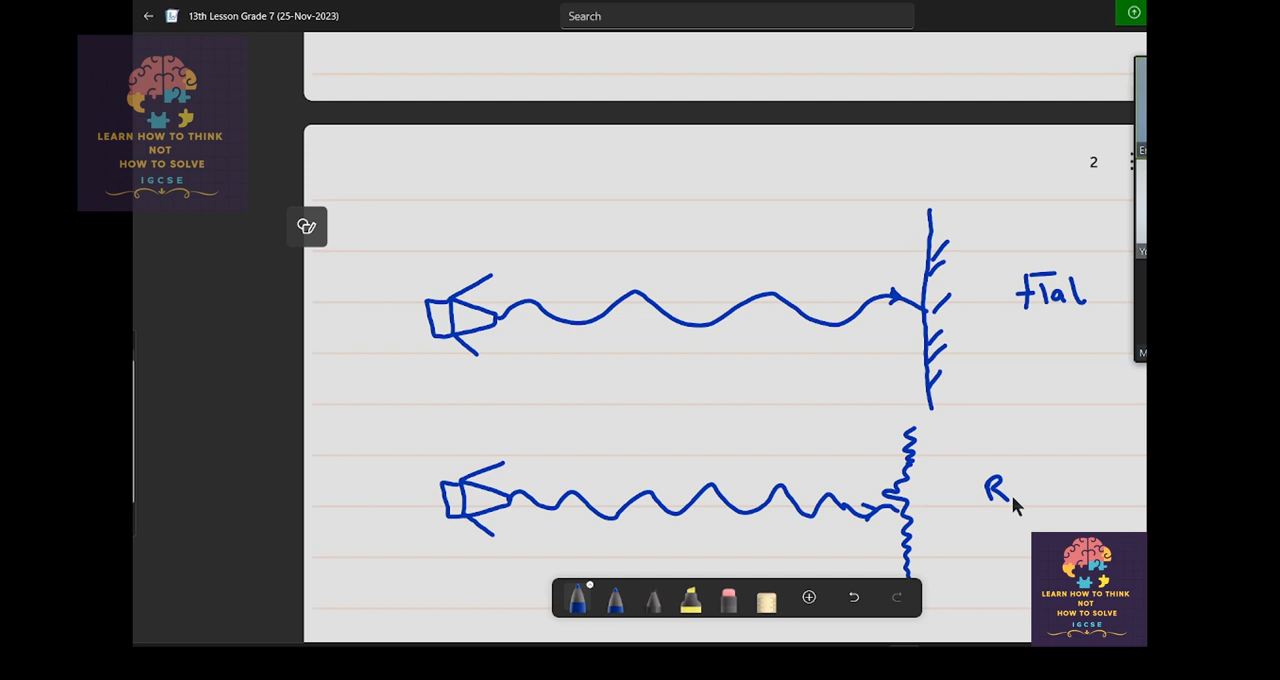 13th Lesson Grade 7 (25-Nov-2023)
Search
LEARN HOW TO THINK
NOT
HOW TO SOLVE
IGCSE
2
flal
R
LEARN HOW TO THINK
NOT
HOW TO SOLVE
IGCSE